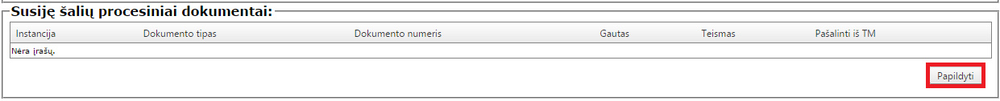 Susiję šalių procesiniai dokumentai:
Instancija Dokumento tipas Dokumento numeris Gautas Teismas Pašalinti iš TM
Nėra įrašų.
Papildyti